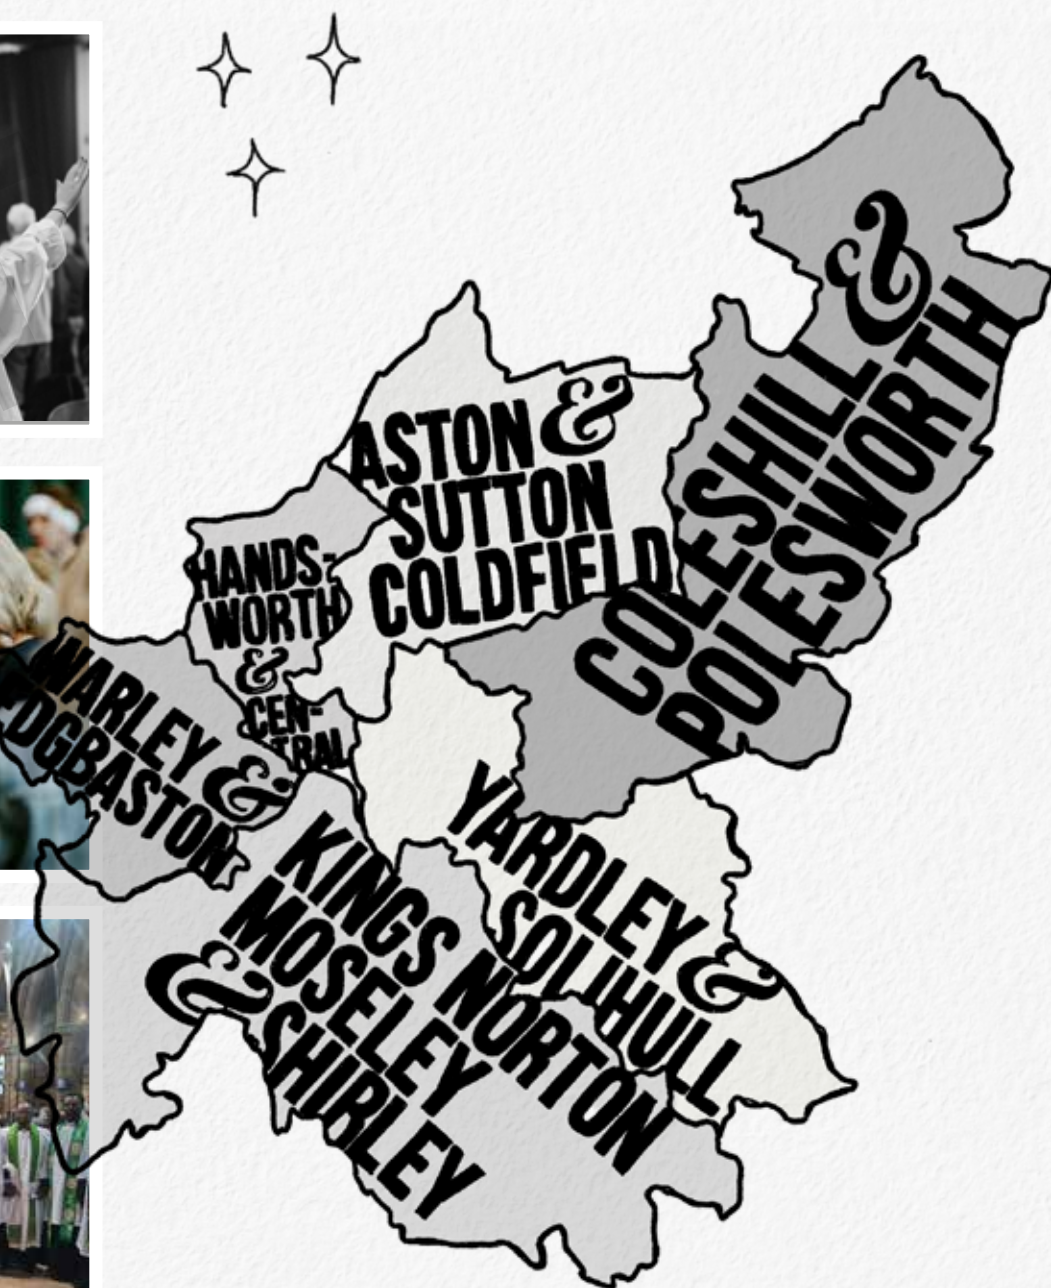 COLESHILL &
POLESWORTH
ASTON &
SUTTON
COLDFIELD
HANDS-
WORTH
&
CEN-
TRAL
WARLEY &
EDGBASTON
YARDLEY &
SOLIHULL
KINGS NORTON
MOSELEY
& SHIRLEY